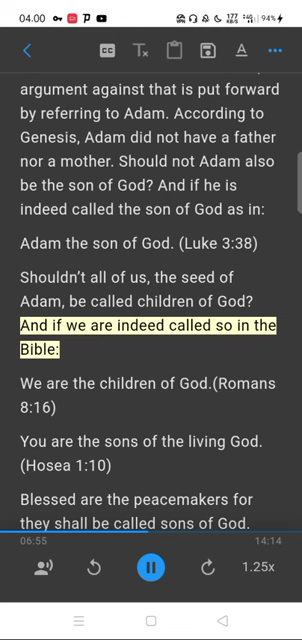 04.00
177
KB/S
4G
94%
CC
argument against that is put forward
by referring to Adam. According to
Genesis, Adam did not have a father
nor a mother. Should not Adam also
be the son of God? And if he is
indeed called the son of God as in:
Adam the son of God. (Luke 3:38)
Shouldn't all of us, the seed of
Adam, be called children of God?
And if we are indeed called so in the
Bible:
We are the children of God.(Romans
8:16)
You are the sons of the living God.
(Hosea 1:10)
Blessed are the peacemakers for
they shall be called sons of God.
06:55
14:14
1.25x